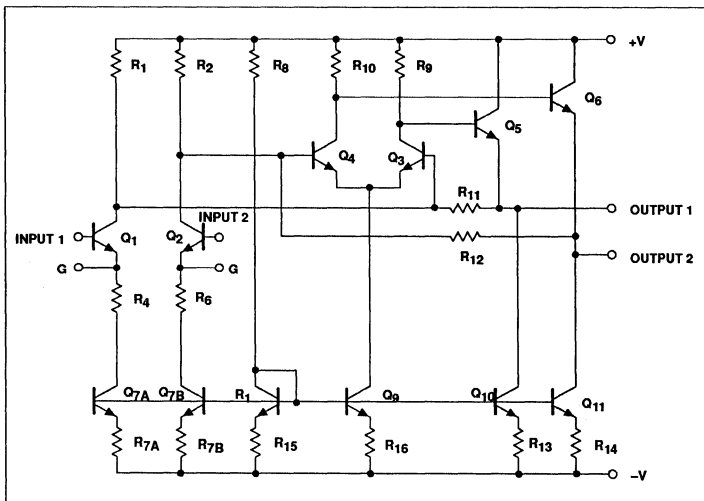 +V
R1 R2 R8 R10 R9
Q6
Q5
Q4 Q3
R11
OUTPUT 1
INPUT 2
INPUT 1 Q1 Q2
R12
OUTPUT 2
G G
R4 R6
Q7A Q7B R1 Q9 Q10 Q11
R7A R7B R15 R16 R13 R14
–V